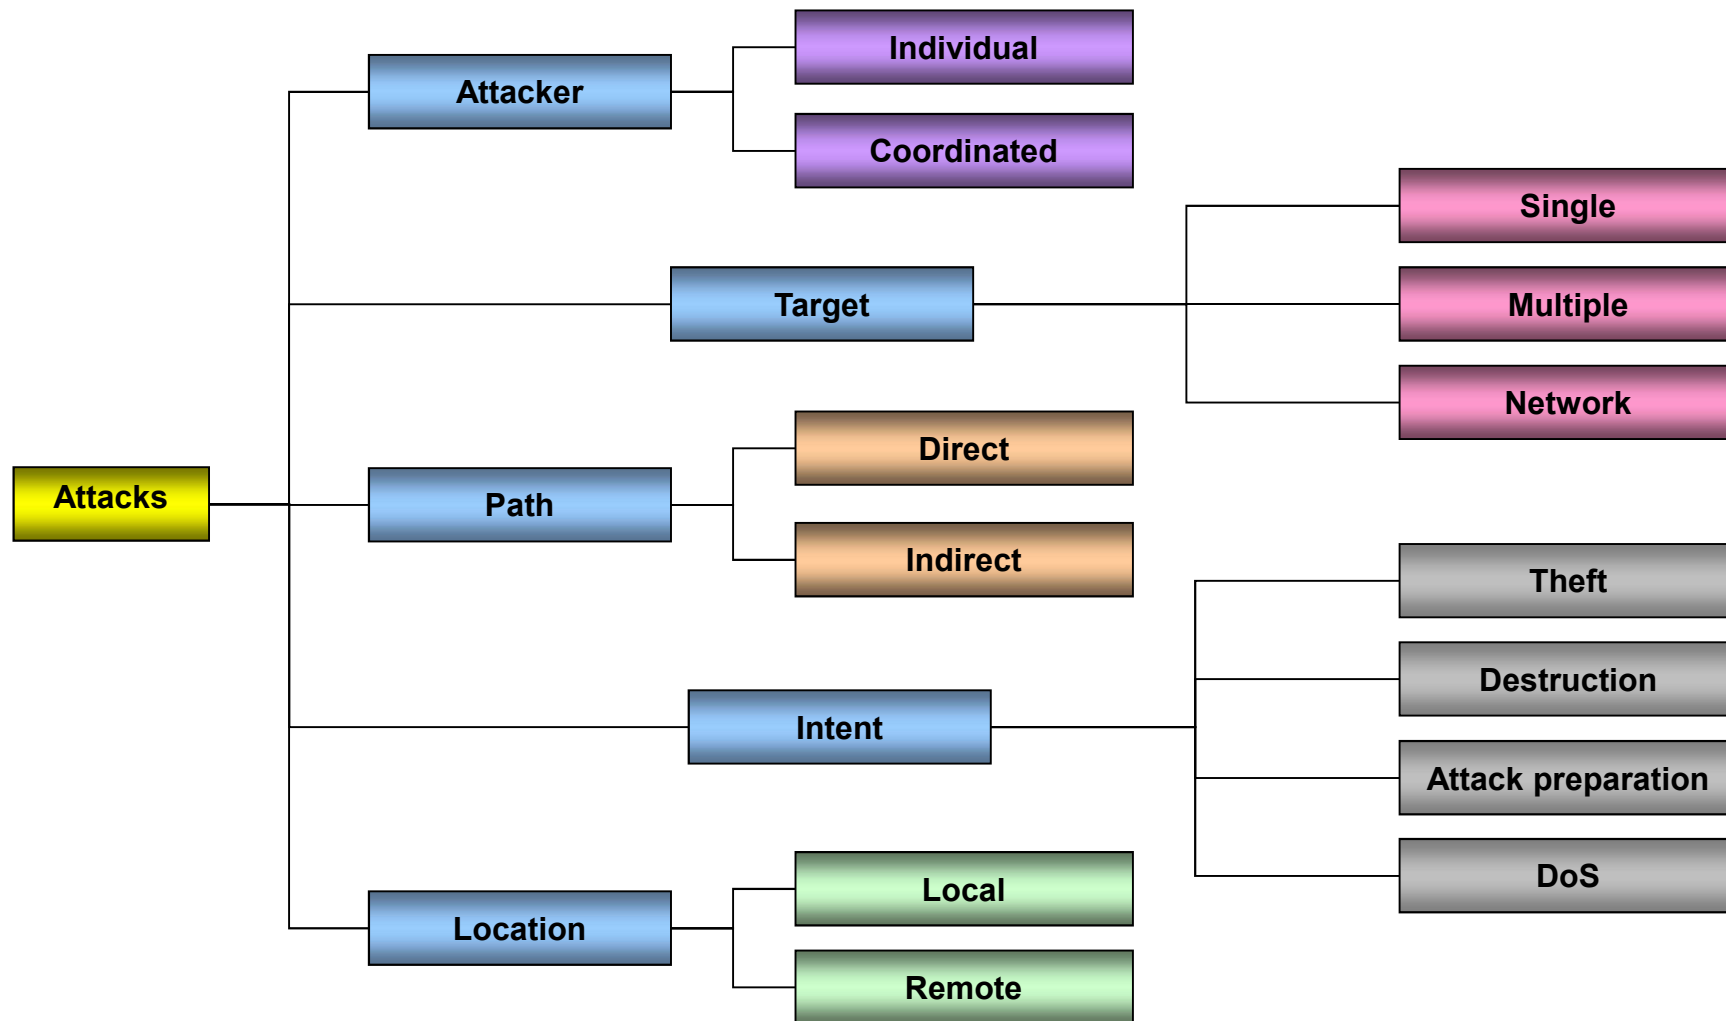 Individual
Attacker
Coordinated
Single
Target
Multiple
Network
Direct
Attacks
Path
Indirect
Theft
Destruction
Intent
Attack preparation
DoS
Local
Location
Remote